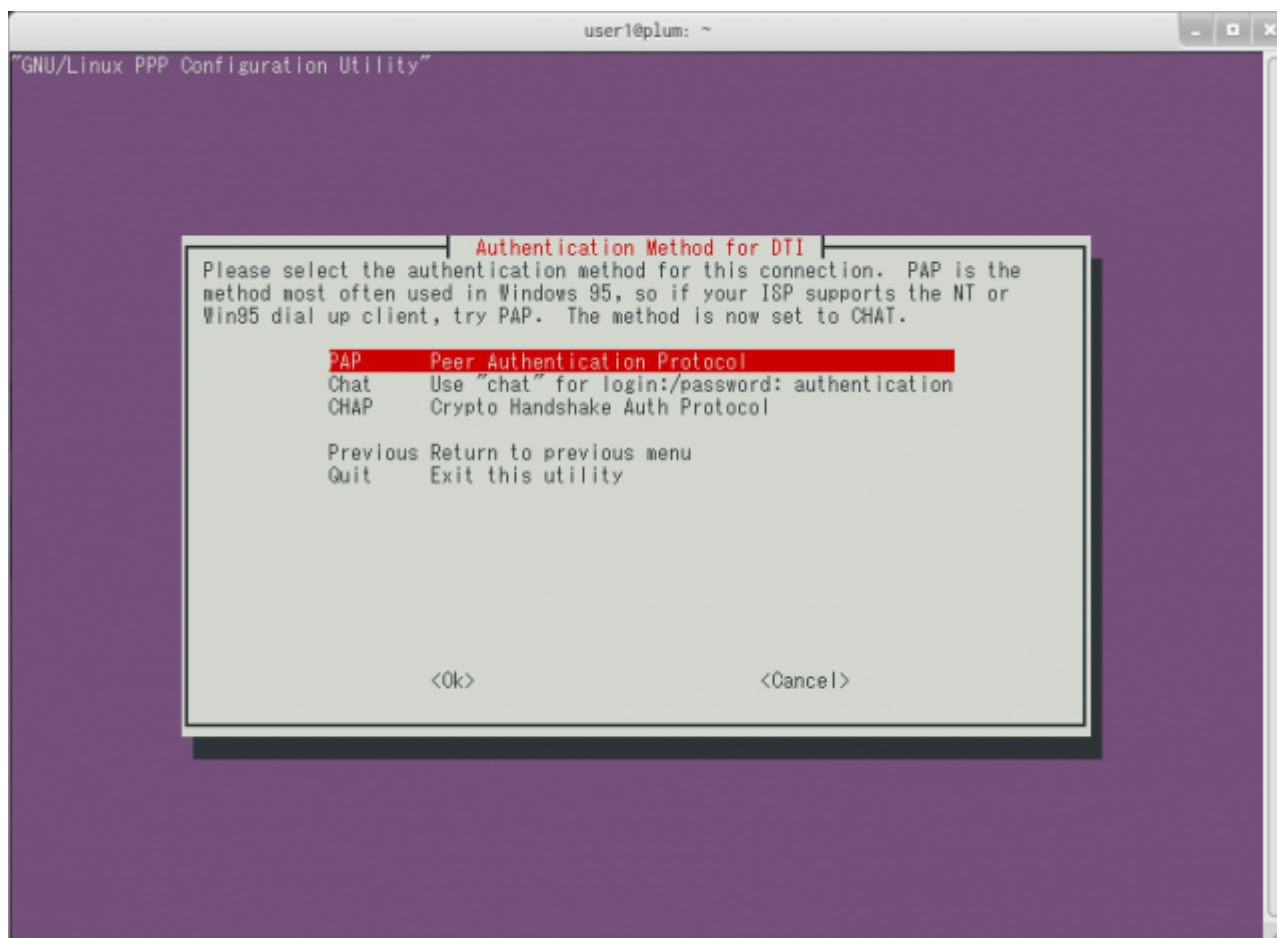 user1@plum: ~
"GNU/Linux PPP Configuration Utility"
Authentication Method for DTI
Please select the authentication method for this connection.  PAP is the
method most often used in Windows 95, so if your ISP supports the NT or
Win95 dial up client, try PAP.  The method is now set to CHAT.
PAP      Peer Authentication Protocol
Chat     Use "chat" for login:/password: authentication
CHAP     Crypto Handshake Auth Protocol
Previous Return to previous menu
Quit     Exit this utility
<Ok>                         <Cancel>